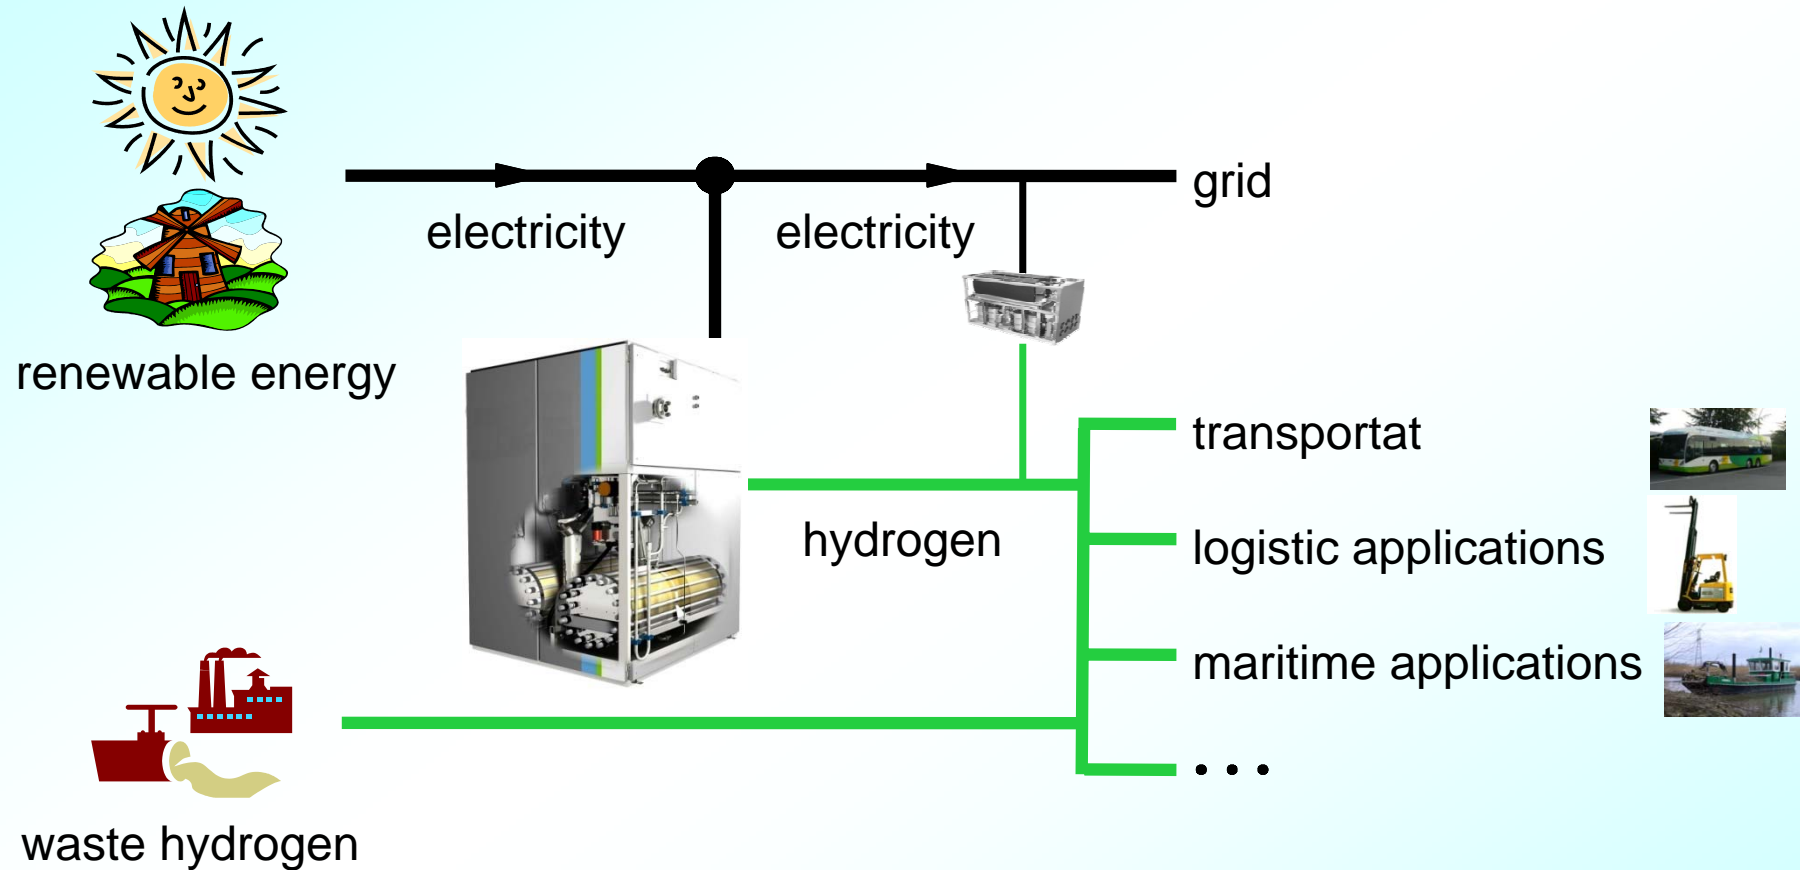 grid
electricity
electricity
renewable energy
transportat
hydrogen
logistic applications
maritime applications
. . .
waste hydrogen